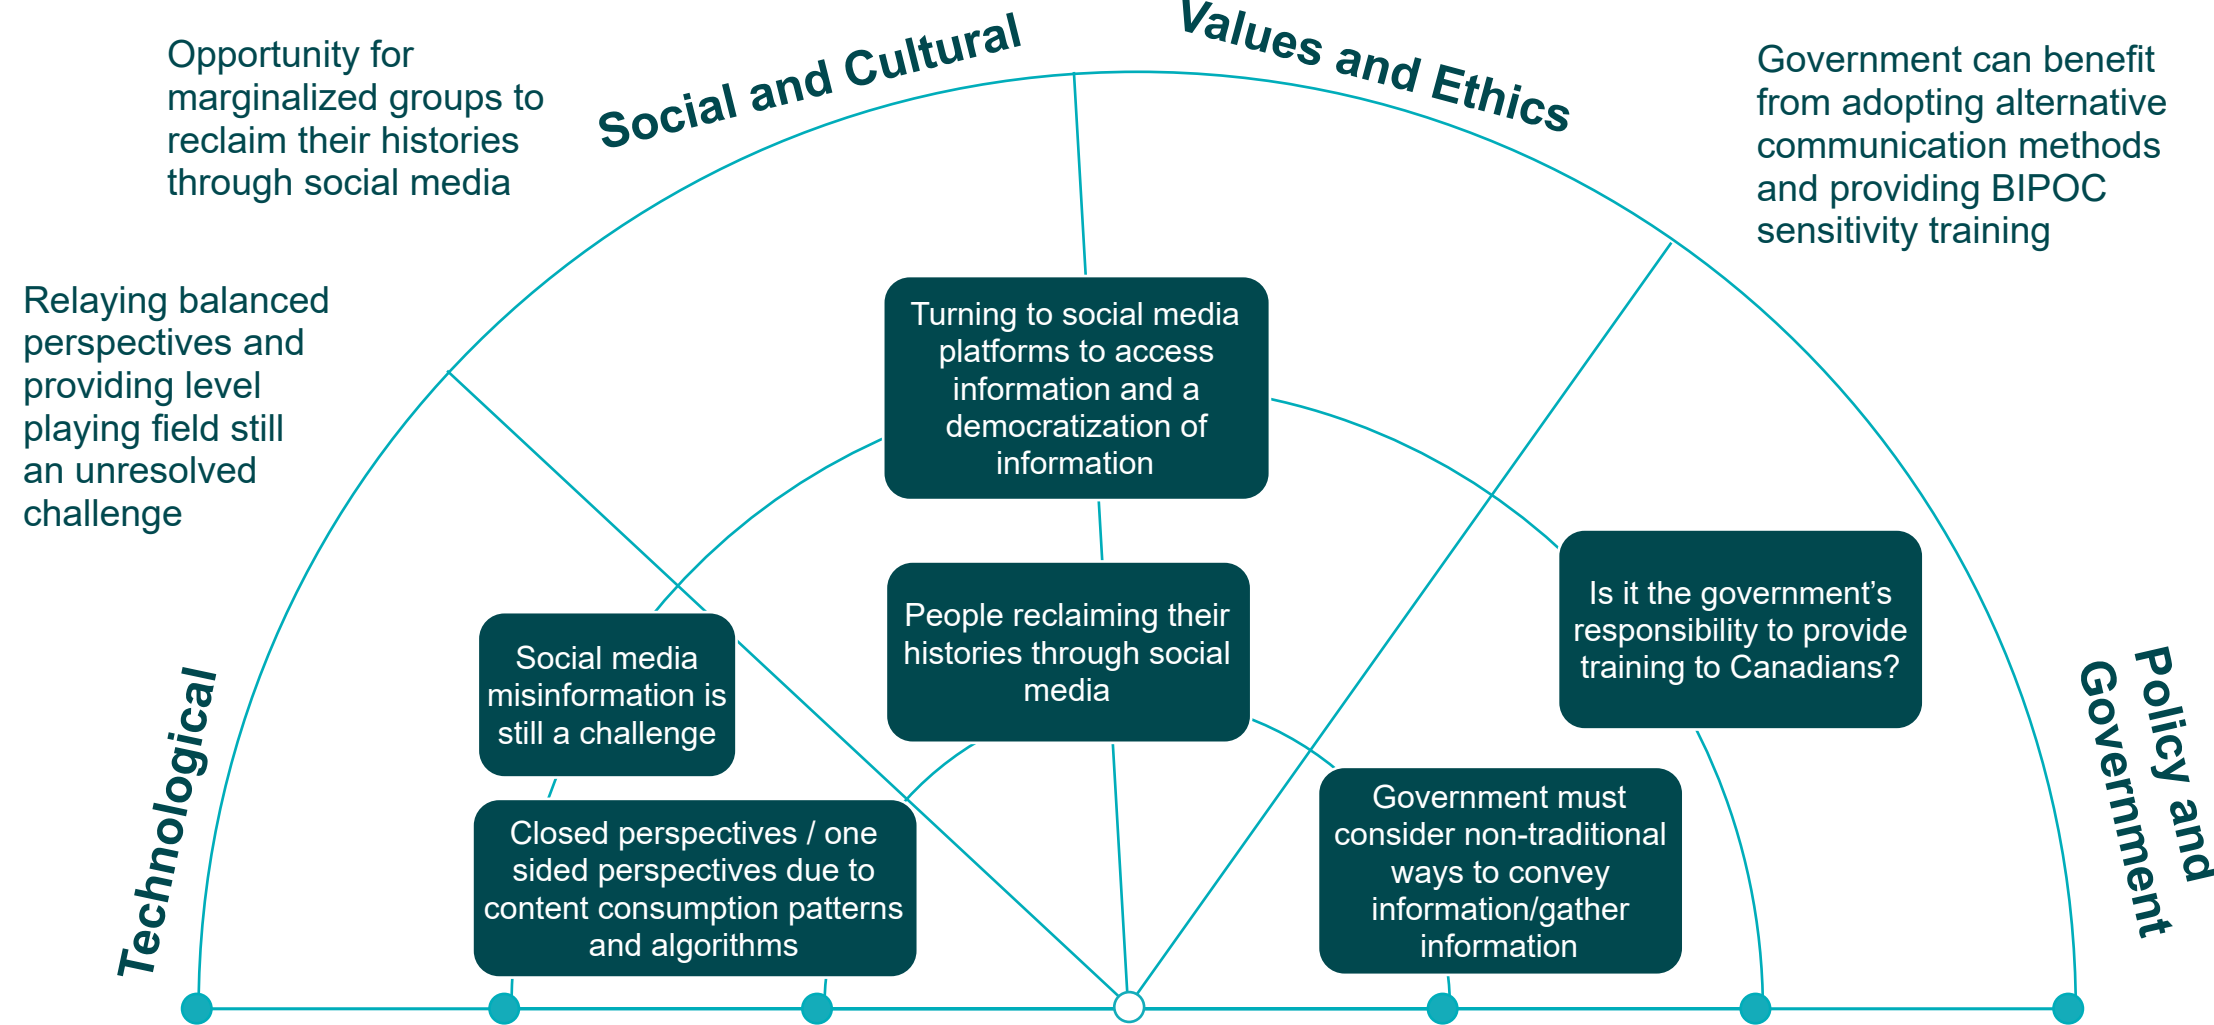 Opportunity for
marginalized groups to
reclaim their histories
through social media
Social and Cultural
Values and Ethics
Government can benefit
from adopting alternative
communication methods
and providing BIPOC
sensitivity training
Relaying balanced
perspectives and
providing level
playing field still
an unresolved
challenge
Turning to social media
platforms to access
information and a
democratization of
information
Is it the government’s
responsibility to provide
training to Canadians?
People reclaiming their
histories through social
media
Social media
misinformation is
still a challenge
Technological
Policy and
Government
Closed perspectives / one
sided perspectives due to
content consumption patterns
and algorithms
Government must
consider non-traditional
ways to convey
information/gather
information